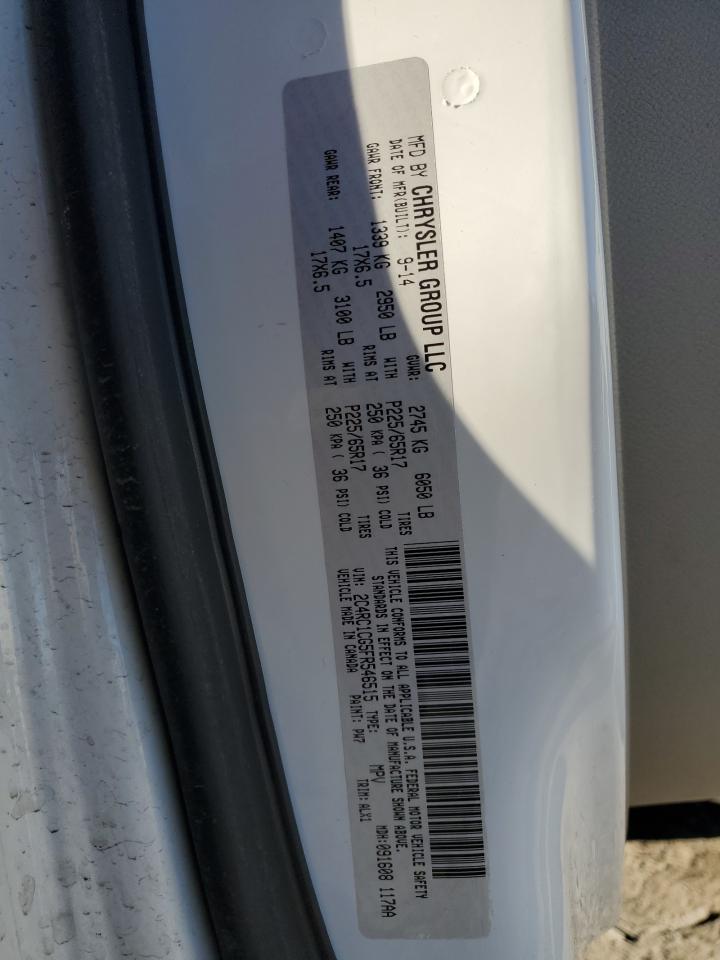 MFD BY CHRYSLER GROUP LLC
DATE OF MFR(BUILT): 9-14 GVWR: 2745 KG 6050 LB
GAWR FRONT: 1339 KG 2950 LB WITH P225/65R17 TIRES
17X6.5 RIMS AT 250 KPA ( 36 PSI) COLD
GAWR REAR: 1407 KG 3100 LB WITH P225/65R17 TIRES
17X6.5 RIMS AT 250 KPA ( 36 PSI) COLD
THIS VEHICLE CONFORMS TO ALL APPLICABLE U.S.A. FEDERAL MOTOR VEHICLE SAFETY
STANDARDS IN EFFECT ON THE DATE OF MANUFACTURE SHOWN ABOVE.
VIN: 2C4RC1CG5FR546515 TYPE: MPV MDH:091608 117AA
VEHICLE MADE IN CANADA PAINT: PW7 TRIM:ALX1